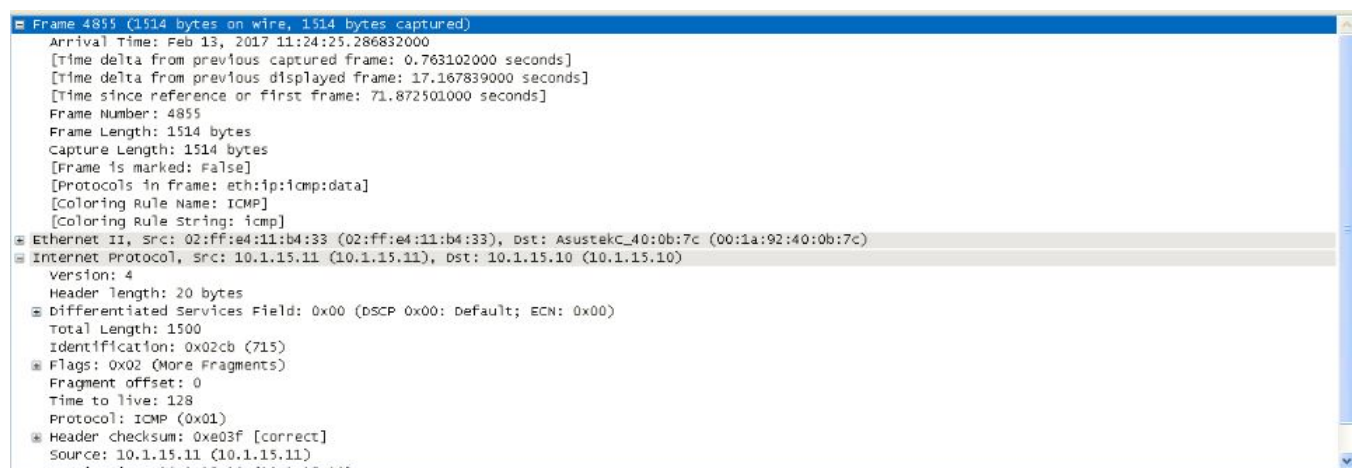 Frame 4855 (1514 bytes on wire, 1514 bytes captured)
Arrival Time: Feb 13, 2017 11:24:25.286832000
[Time delta from previous captured frame: 0.763102000 seconds]
[Time delta from previous displayed frame: 17.167839000 seconds]
[Time since reference or first frame: 71.872501000 seconds]
Frame Number: 4855
Frame Length: 1514 bytes
Capture Length: 1514 bytes
[Frame is marked: False]
[Protocols in frame: eth:ip:icmp:data]
[Coloring Rule Name: ICMP]
[Coloring Rule String: icmp]
Ethernet II, Src: 02:ff:e4:11:b4:33 (02:ff:e4:11:b4:33), Dst: AsustekC_40:0b:7c (00:1a:92:40:0b:7c)
Internet Protocol, Src: 10.1.15.11 (10.1.15.11), Dst: 10.1.15.10 (10.1.15.10)
Version: 4
Header length: 20 bytes
Differentiated Services Field: 0x00 (DSCP 0x00: Default; ECN: 0x00)
Total Length: 1500
Identification: 0x02cb (715)
Flags: 0x02 (More Fragments)
Fragment offset: 0
Time to live: 128
Protocol: ICMP (0x01)
Header checksum: 0xe03f [correct]
Source: 10.1.15.11 (10.1.15.11)